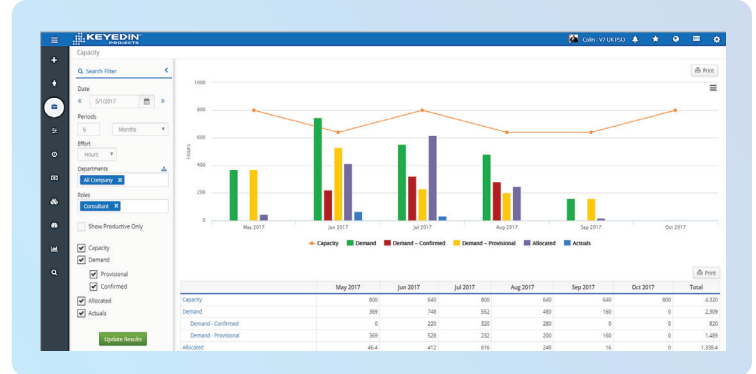 KEYEDIN
PROJECTS
Colin : V7 UK PSO
Capacity
Search Filter
Print
Date
5/1/2017
Periods
6 Months
Effort
Hours
Departments
All Company
Roles
Consultant
Show Productive Only
Capacity
Demand
Provisional
Confirmed
Allocated
Actuals
Update Results
1000
800
600
400
200
0
Hours
May 2017 Jun 2017 Jul 2017 Aug 2017 Sep 2017 Oct 2017
Capacity Demand Demand – Confirmed Demand – Provisional Allocated Actuals
Print
May 2017 Jun 2017 Jul 2017 Aug 2017 Sep 2017 Oct 2017 Total
Capacity 800 640 800 640 640 800 4,320
Demand 369 748 552 480 160 0 2,309
Demand - Confirmed 0 220 320 280 0 0 820
Demand - Provisional 369 528 232 200 160 0 1,489
Allocated 46.4 412 616 248 16 0 1,338.4